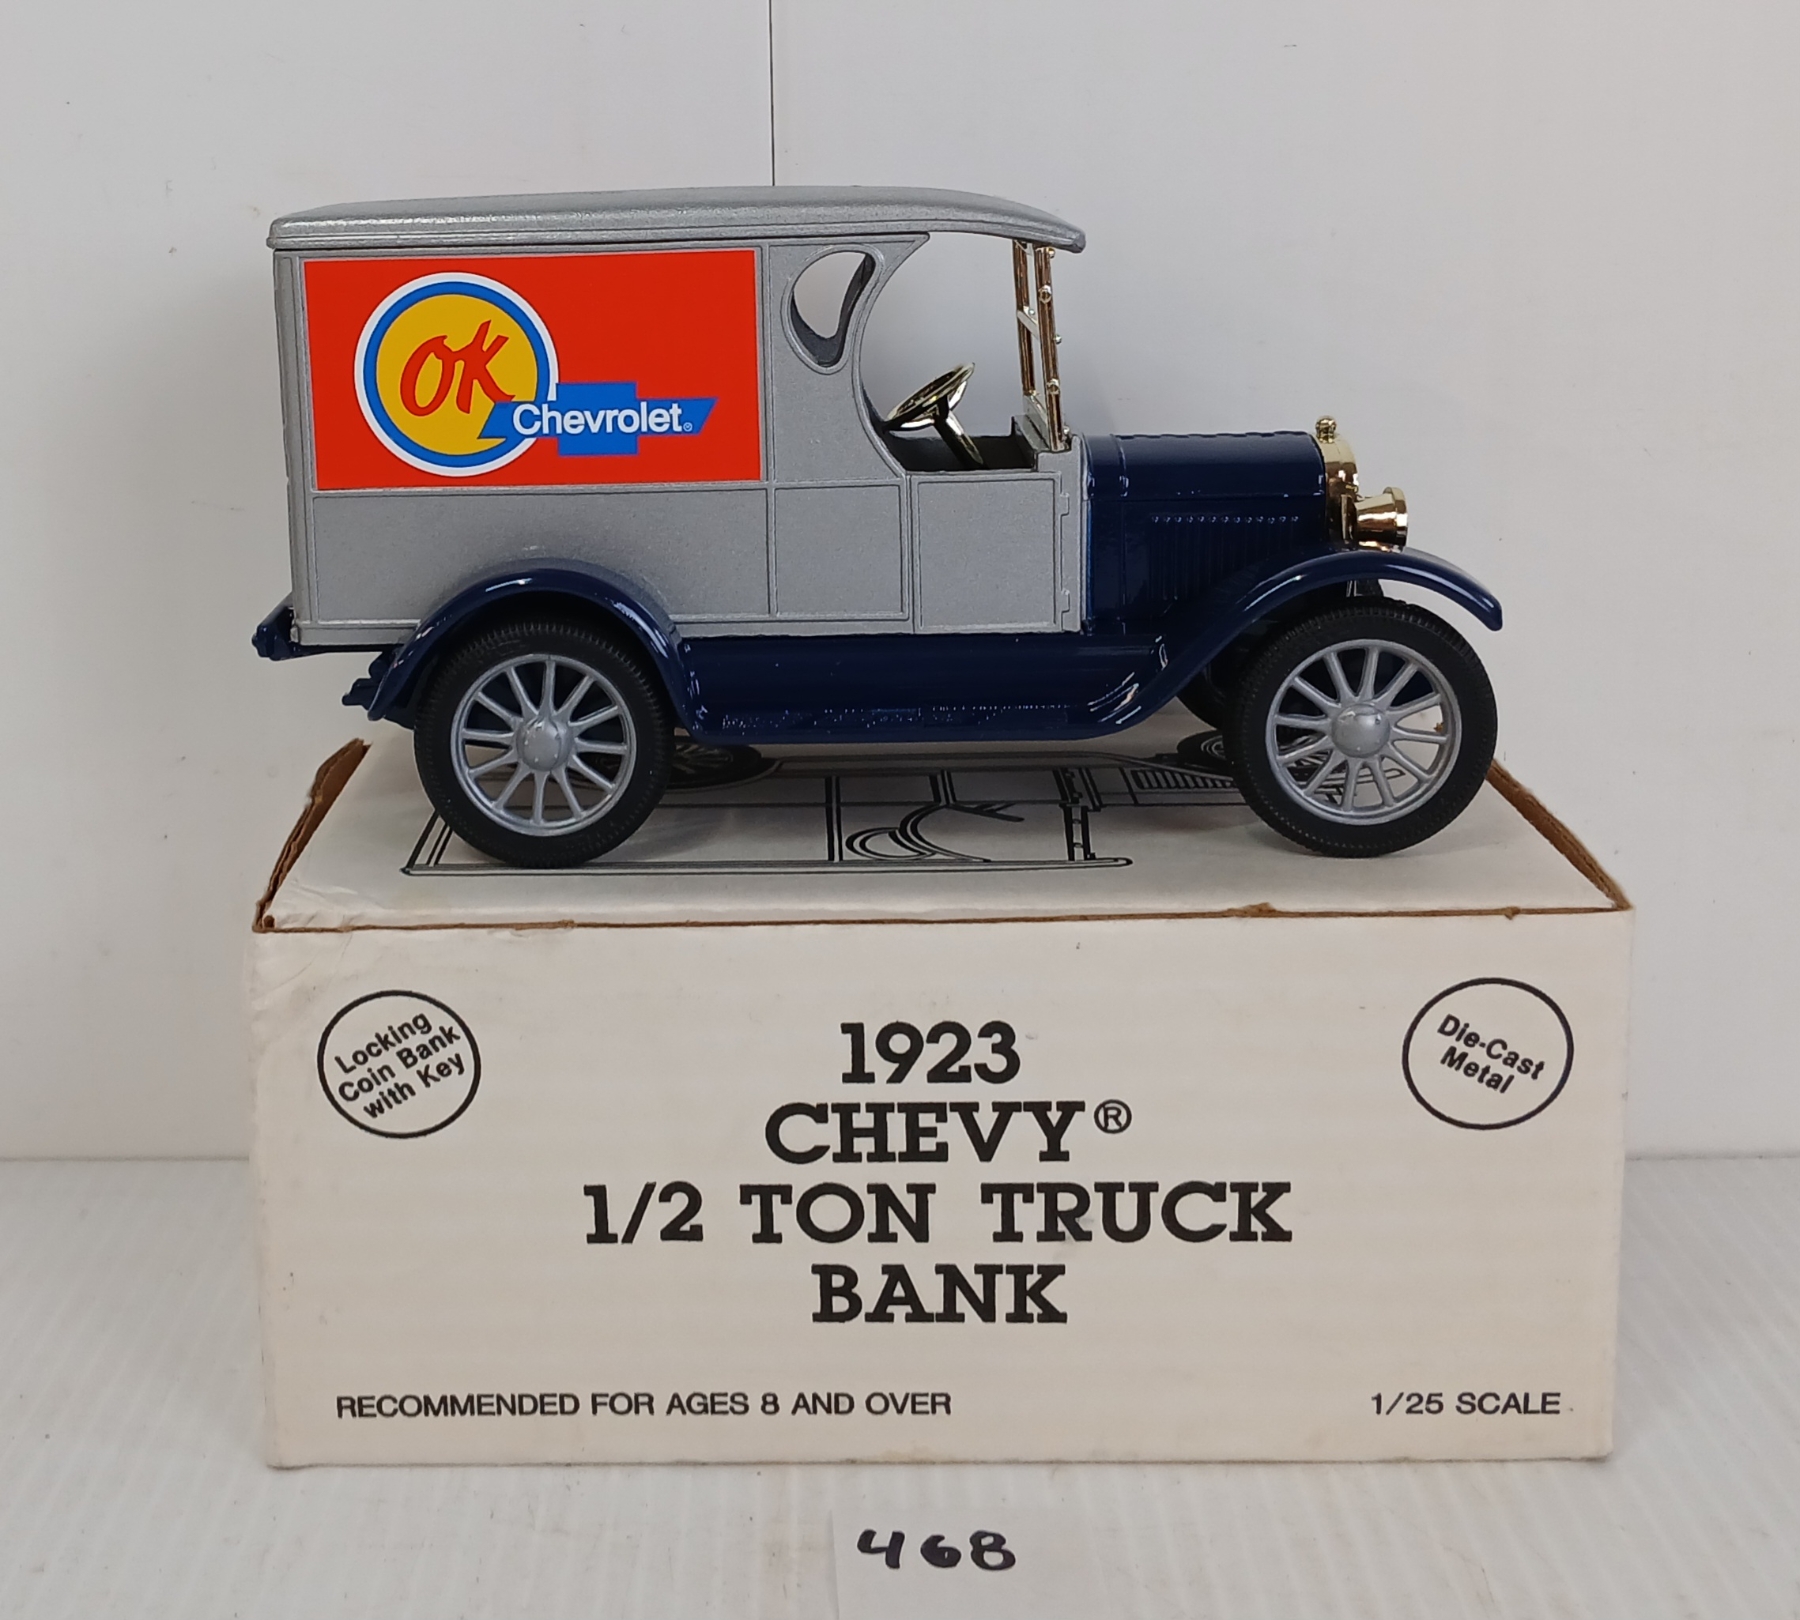 OK
Chevrolet®
Locking
Coin Bank
with Key
Die-Cast
Metal
1923
CHEVY®
1/2 TON TRUCK
BANK
RECOMMENDED FOR AGES 8 AND OVER
1/25 SCALE
468